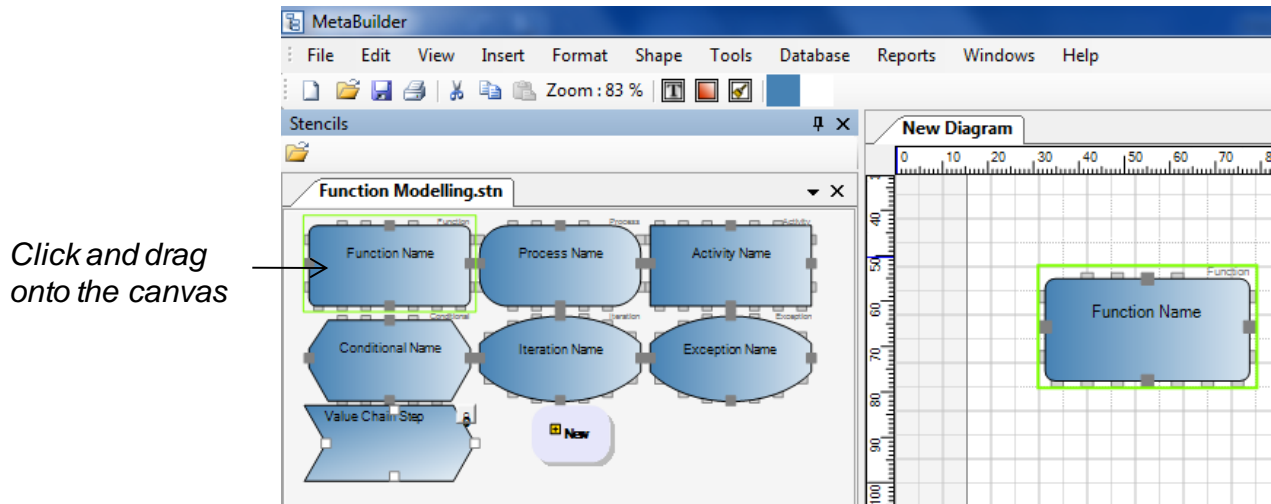 MetaBuilder
File Edit View Insert Format Shape Tools Database Reports Windows Help
Zoom : 83 %
Stencils
New Diagram
0 10 20 30 40 50 60 70 8
Function Modelling.stn
Function Process Activity
Function Name Process Name Activity Name
Click and drag
onto the canvas
Conditional Iteration Exception
Conditional Name Iteration Name Exception Name
Value Chain Step
New
40
50
60
70
80
90
100
Function
Function Name